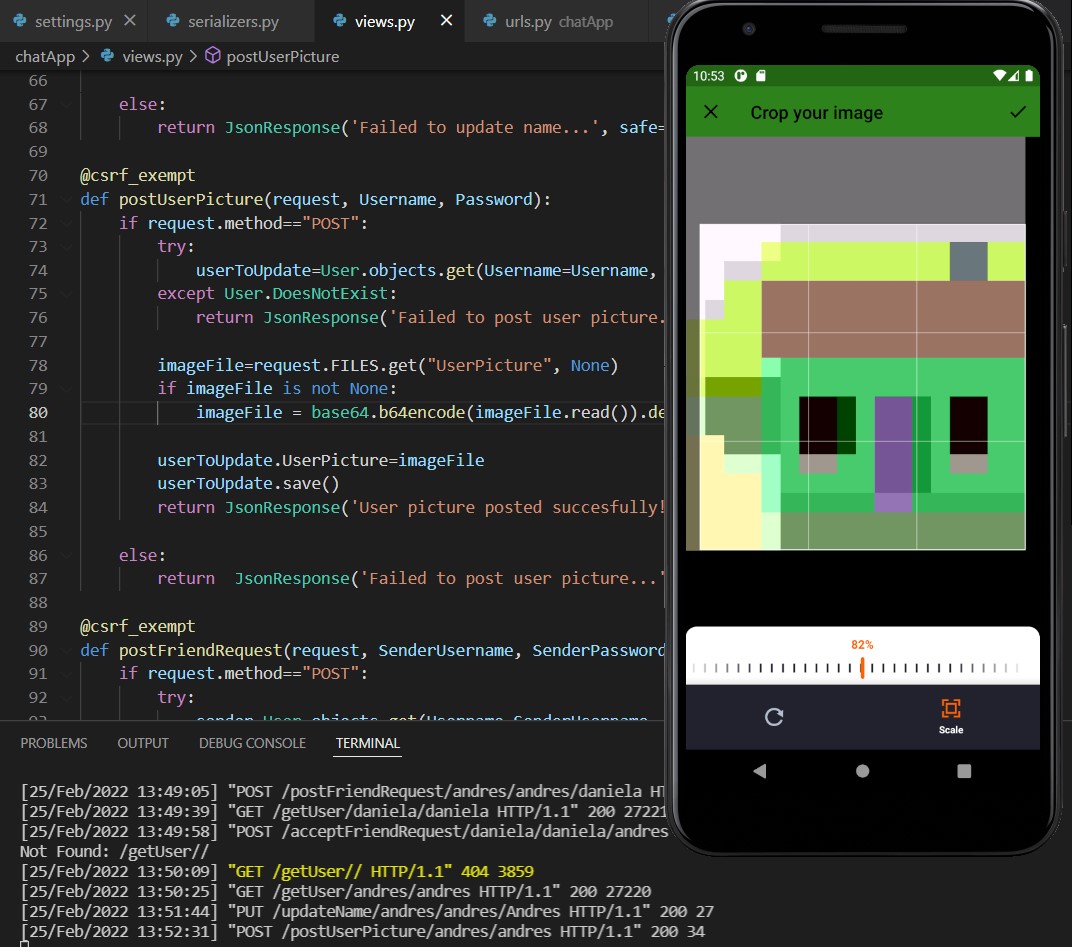 settings.py
serializers.py
views.py
urls.py chatApp
chatApp > views.py > postUserPicture
66
67 else:
68 return JsonResponse('Failed to update name...', safe=
69
70 @csrf_exempt
71 def postUserPicture(request, Username, Password):
72 if request.method=="POST":
73 try:
74 userToUpdate=User.objects.get(Username=Username,
75 except User.DoesNotExist:
76 return JsonResponse('Failed to post user picture.
77
78 imageFile=request.FILES.get("UserPicture", None)
79 if imageFile is not None:
80 imageFile = base64.b64encode(imageFile.read()).de
81
82 userToUpdate.UserPicture=imageFile
83 userToUpdate.save()
84 return JsonResponse('User picture posted succesfully!
85
86 else:
87 return  JsonResponse('Failed to post user picture...'
88
89 @csrf_exempt
90 def postFriendRequest(request, SenderUsername, SenderPassword
91 if request.method=="POST":
92 try:
PROBLEMS OUTPUT DEBUG CONSOLE TERMINAL
[25/Feb/2022 13:49:05] "POST /postFriendRequest/andres/andres/daniela HT
[25/Feb/2022 13:49:39] "GET /getUser/daniela/daniela HTTP/1.1" 200 27221
[25/Feb/2022 13:49:58] "POST /acceptFriendRequest/daniela/daniela/andres
Not Found: /getUser//
[25/Feb/2022 13:50:09] "GET /getUser// HTTP/1.1" 404 3859
[25/Feb/2022 13:50:25] "GET /getUser/andres/andres HTTP/1.1" 200 27220
[25/Feb/2022 13:51:44] "PUT /updateName/andres/andres/Andres HTTP/1.1" 200 27
[25/Feb/2022 13:52:31] "POST /postUserPicture/andres/andres HTTP/1.1" 200 34
10:53
Crop your image
82%
Scale